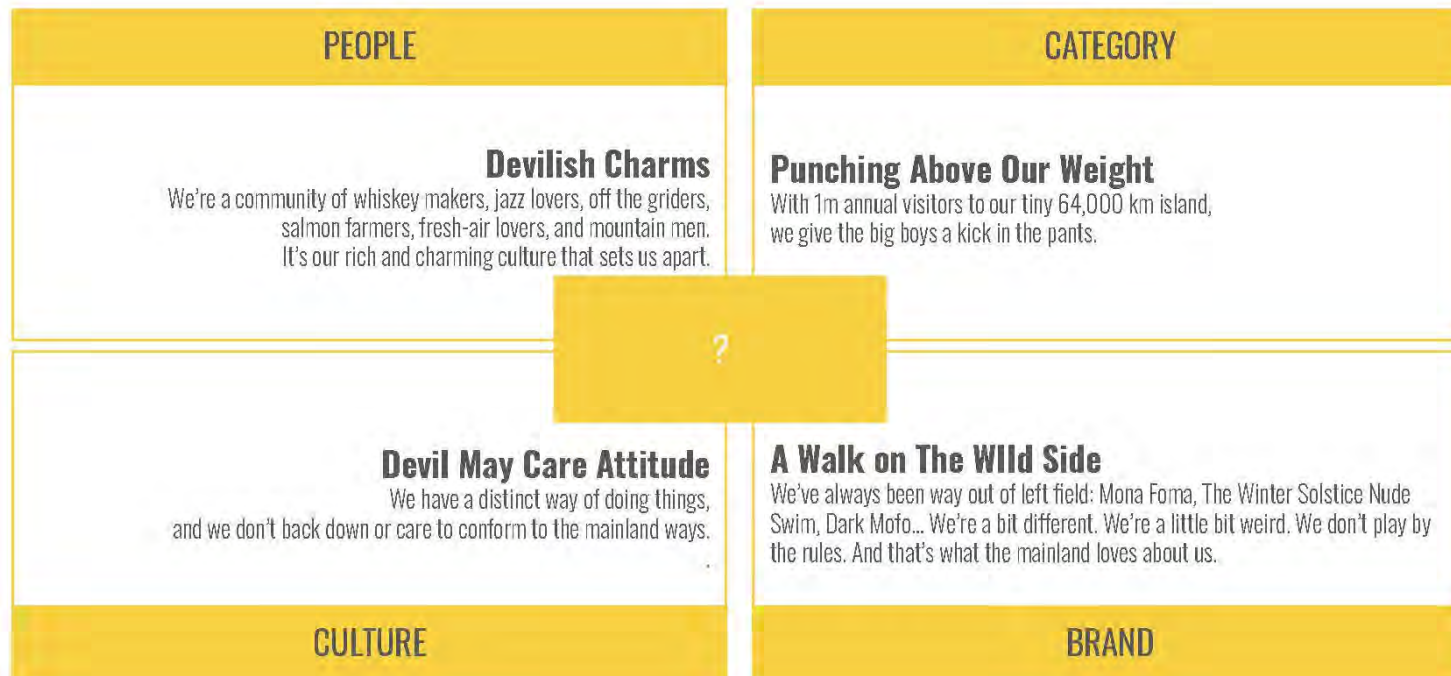 PEOPLE
Devilish Charms
We're a community of whiskey makers, jazz lovers, off the griders,
salmon farmers, fresh-air lovers, and mountain men.
It's our rich and charming culture that sets us apart.
CATEGORY
Punching Above Our Weight
With 1m annual visitors to our tiny 64,000 km island,
we give the big boys a kick in the pants.
?
Devil May Care Attitude
We have a distinct way of doing things,
and we don't back down or care to conform to the mainland ways.
.
CULTURE
A Walk on The WIld Side
We've always been way out of left field: Mona Foma, The Winter Solstice Nude
Swim, Dark Mofo... We're a bit different. We're a little bit weird. We don't play by
the rules. And that's what the mainland loves about us.
BRAND